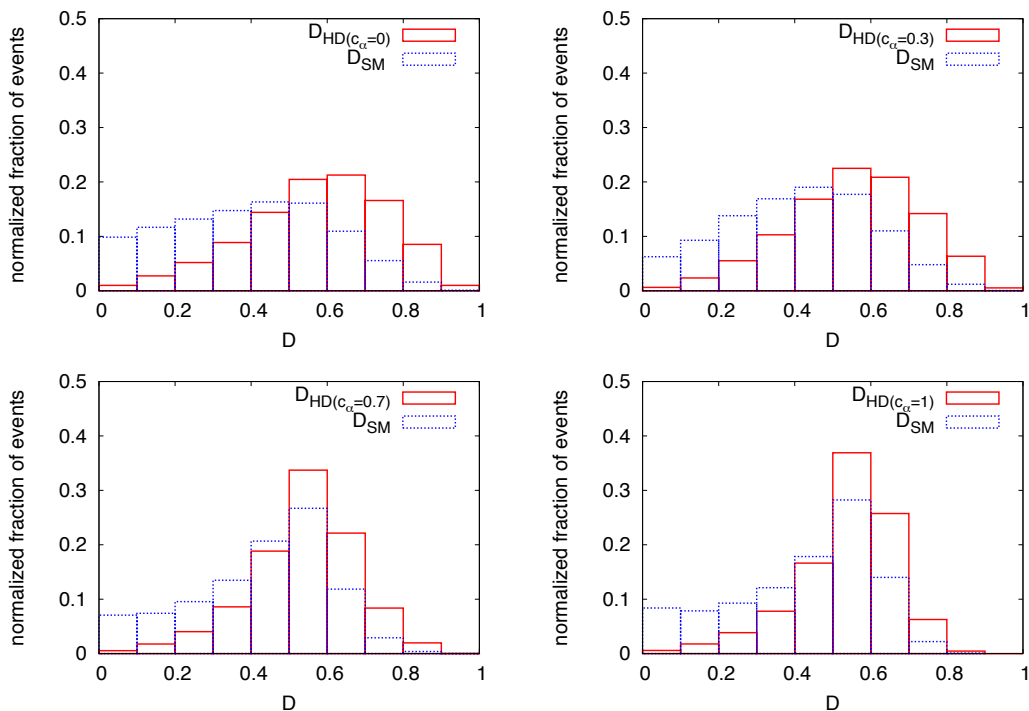 normalized fraction of events
0.5
0.4
0.3
0.2
0.1
0
D_HD(c_α=0)
D_SM
0 0.2 0.4 0.6 0.8 1
D
normalized fraction of events
0.5
0.4
0.3
0.2
0.1
0
D_HD(c_α=0.3)
D_SM
0 0.2 0.4 0.6 0.8 1
D
normalized fraction of events
0.5
0.4
0.3
0.2
0.1
0
D_HD(c_α=0.7)
D_SM
0 0.2 0.4 0.6 0.8 1
D
normalized fraction of events
0.5
0.4
0.3
0.2
0.1
0
D_HD(c_α=1)
D_SM
0 0.2 0.4 0.6 0.8 1
D